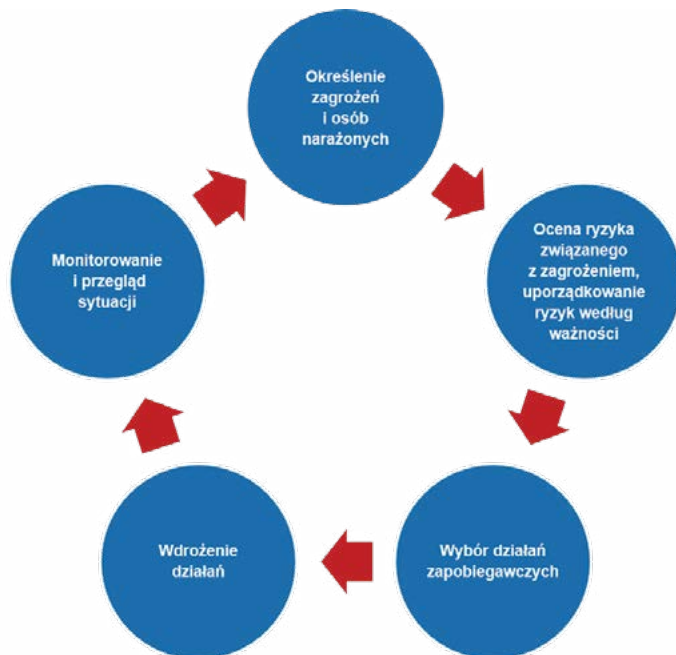 Określenie
zagrożeń
i osób
narażonych
Ocena ryzyka
związanego
z zagrożeniem,
uporządkowanie
ryzyk według
ważności
Wybór działań
zapobiegawczych
Wdrożenie
działań
Monitorowanie
i przegląd
sytuacji